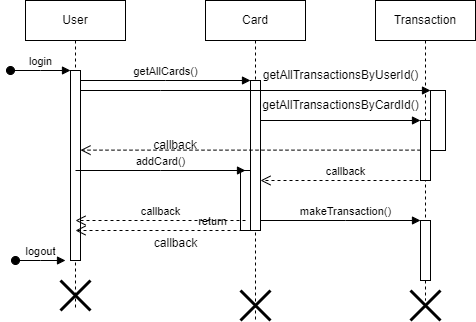 User
Card
Transaction
login
getAllCards()
getAllTransactionsByUserId()
getAllTransactionsByCardId()
callback
addCard()
callback
callback
return
makeTransaction()
callback
logout